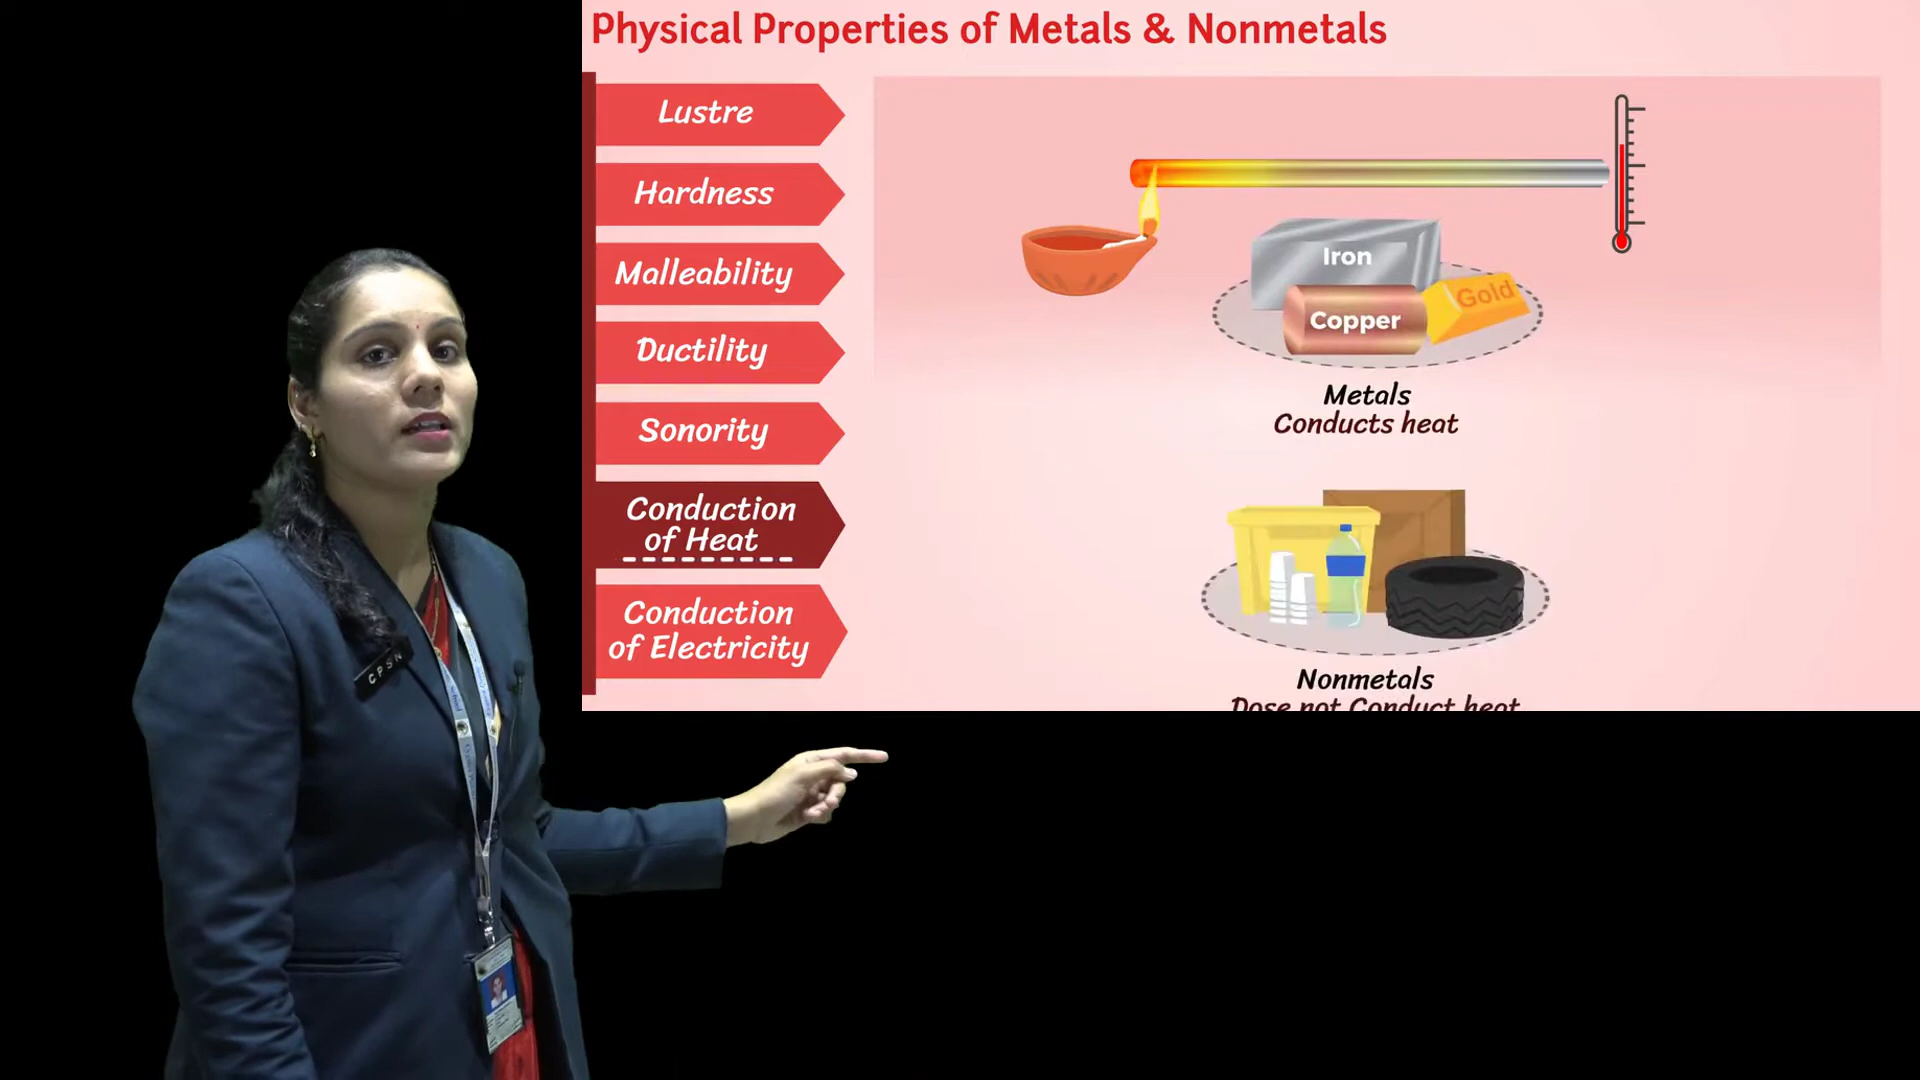 Physical Properties of Metals & Nonmetals
Lustre
Hardness
Malleability
Ductility
Sonority
Conduction
of Heat
Conduction
of Electricity
Iron
Copper
Gold
Metals
Conducts heat
Nonmetals
Dose not Conduct heat
CPSN